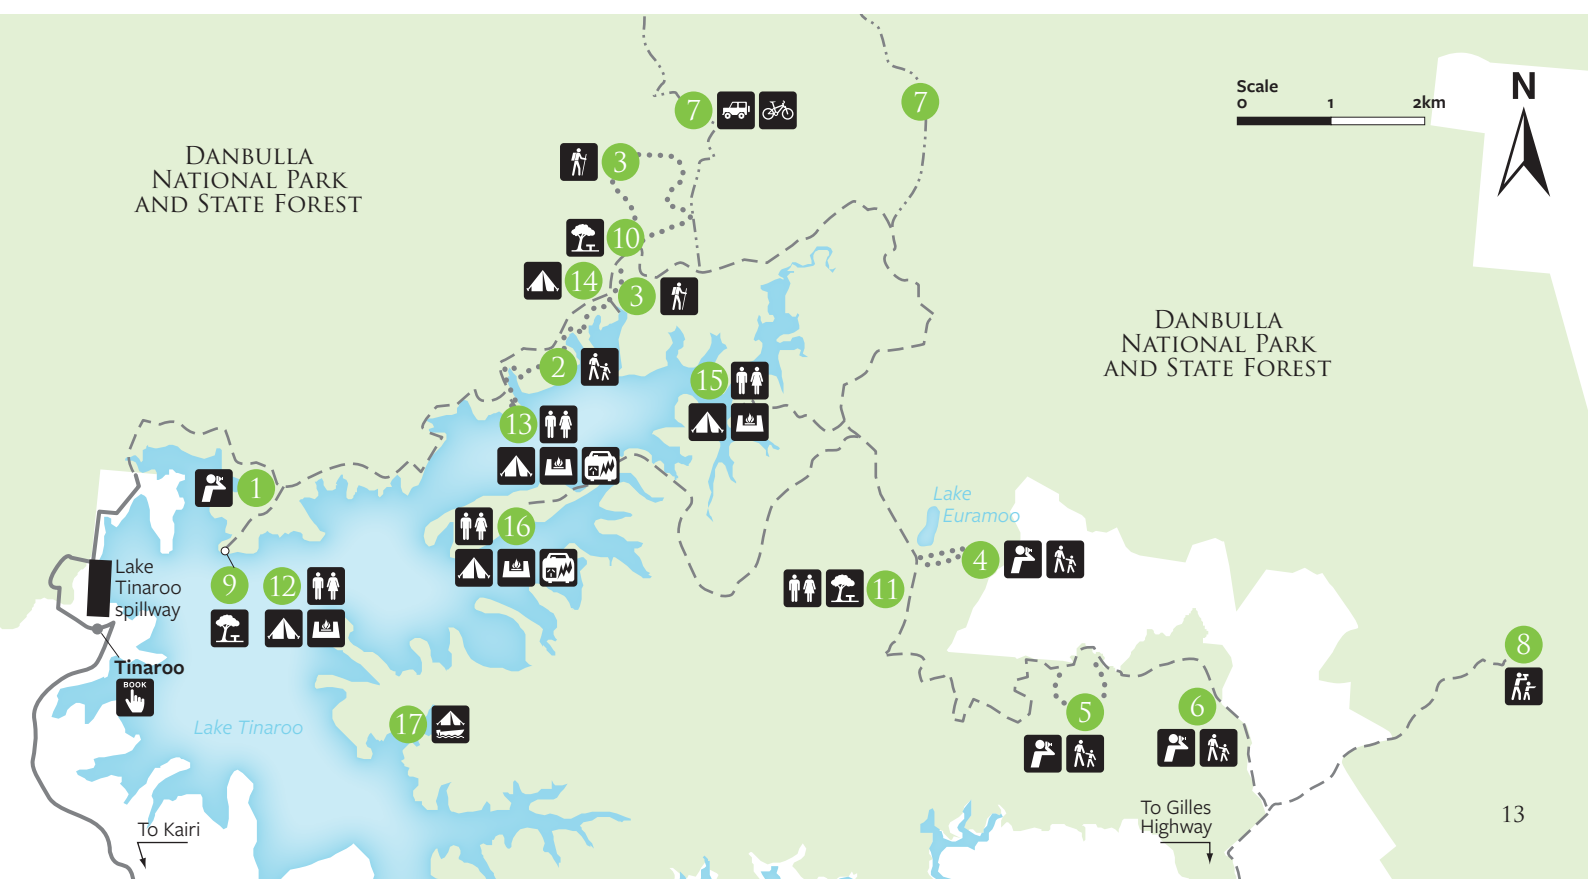 Scale
0 1 2km
N
7
7
DANBULLA
NATIONAL PARK
AND STATE FOREST
3
10
14
3
DANBULLA
NATIONAL PARK
AND STATE FOREST
2
15
13
1
Lake
Euramoo
16
4
Lake
Tinaroo
spillway
9
12
11
Tinaroo
BOOK
8
Lake Tinaroo
17
5
6
To Kairi
To Gilles
Highway
13